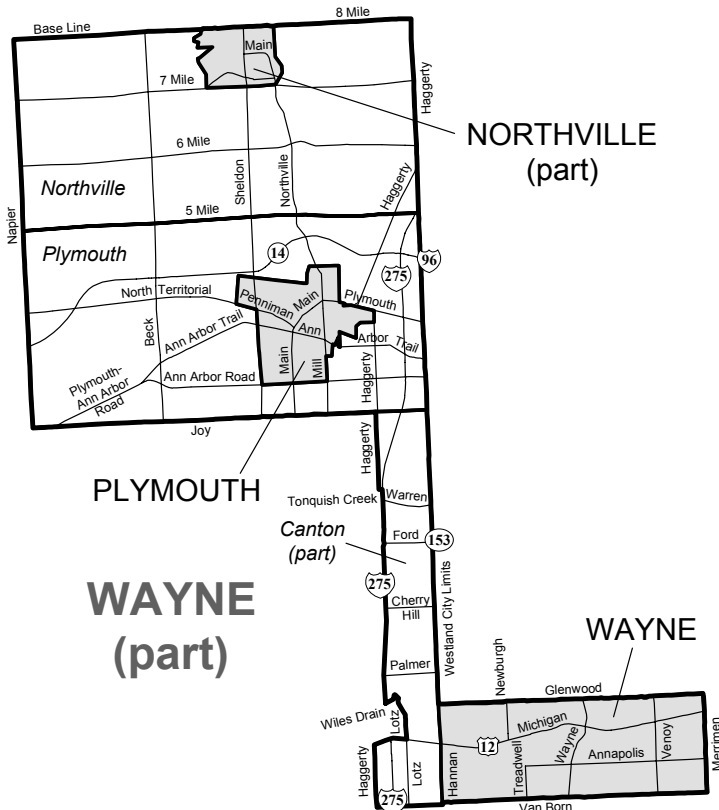 8 Mile
Base Line
Main
7 Mile
Haggerty
NORTHVILLE
(part)
6 Mile
Sheldon
Northville
Haggerty
Northville
Napier
5 Mile
Plymouth
14
96
275
North Territorial
Penniman
Main
Plymouth
Beck
Ann Arbor Trail
Ann
Arbor Trail
Main
Mill
Haggerty
Plymouth-
Ann Arbor
Road
Ann Arbor Road
Joy
Haggerty
PLYMOUTH
Tonquish Creek
Warren
Canton
(part)
Ford
153
275
WAYNE
(part)
Cherry
Hill
Westland City Limits
WAYNE
Palmer
Newburgh
Glenwood
Wiles Drain
Lotz
Michigan
12
Haggerty
Lotz
Hannan
Treadwell
Wayne
Annapolis
Venoy
Merrimen
275
Van Born